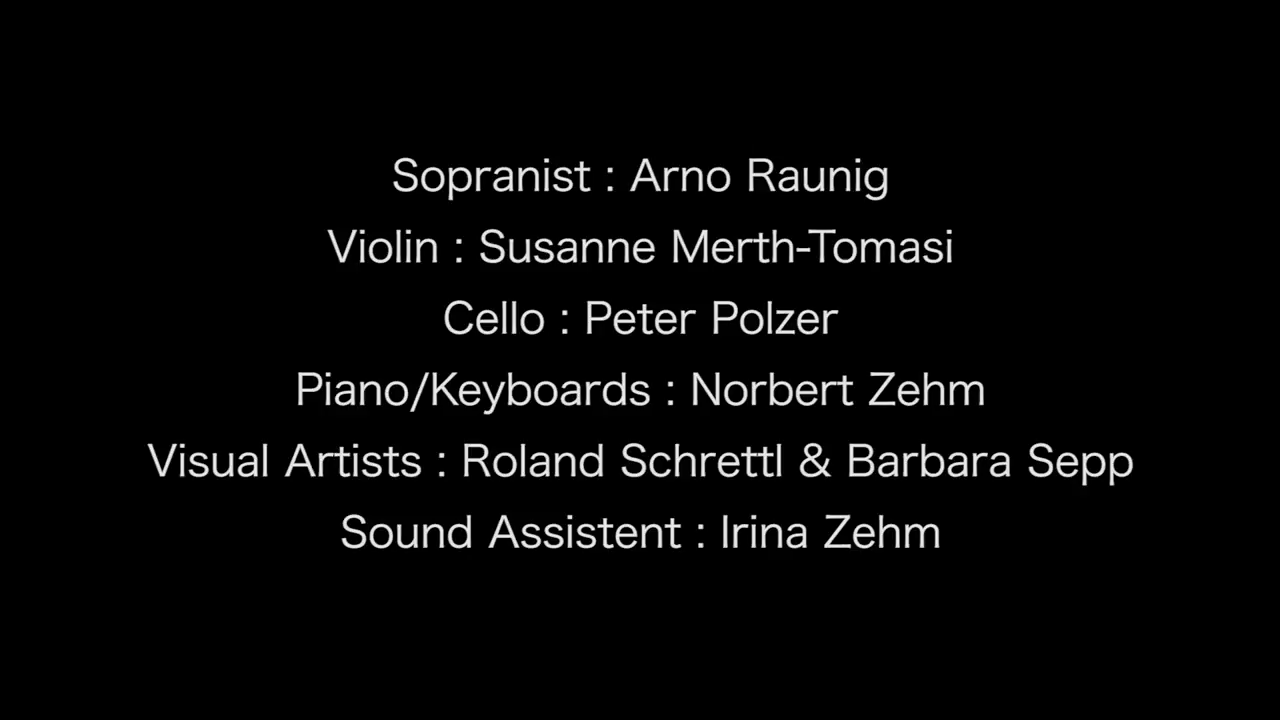 Sopranist : Arno Raunig
Violin : Susanne Merth-Tomasi
Cello : Peter Polzer
Piano/Keyboards : Norbert Zehm
Visual Artists : Roland Schrettl & Barbara Sepp
Sound Assistent : Irina Zehm